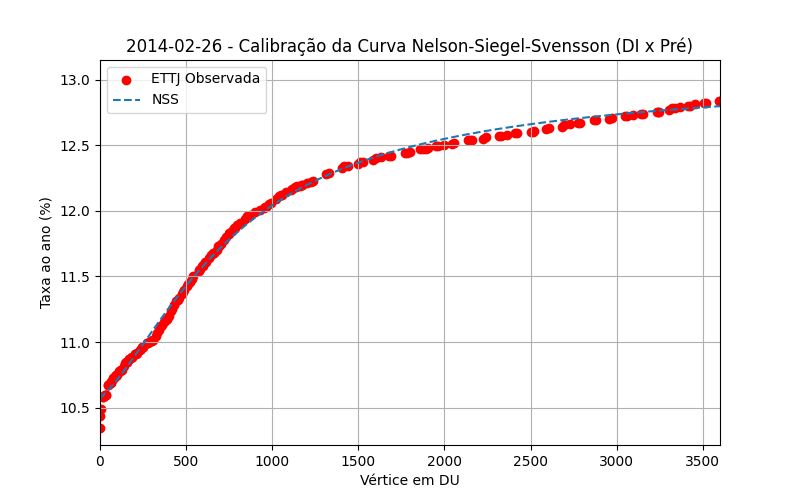 2014-02-26 - Calibração da Curva Nelson-Siegel-Svensson (DI x Pré)
ETTJ Observada
NSS
Taxa ao ano (%)
13.0
12.5
12.0
11.5
11.0
10.5
0 500 1000 1500 2000 2500 3000 3500
Vértice em DU